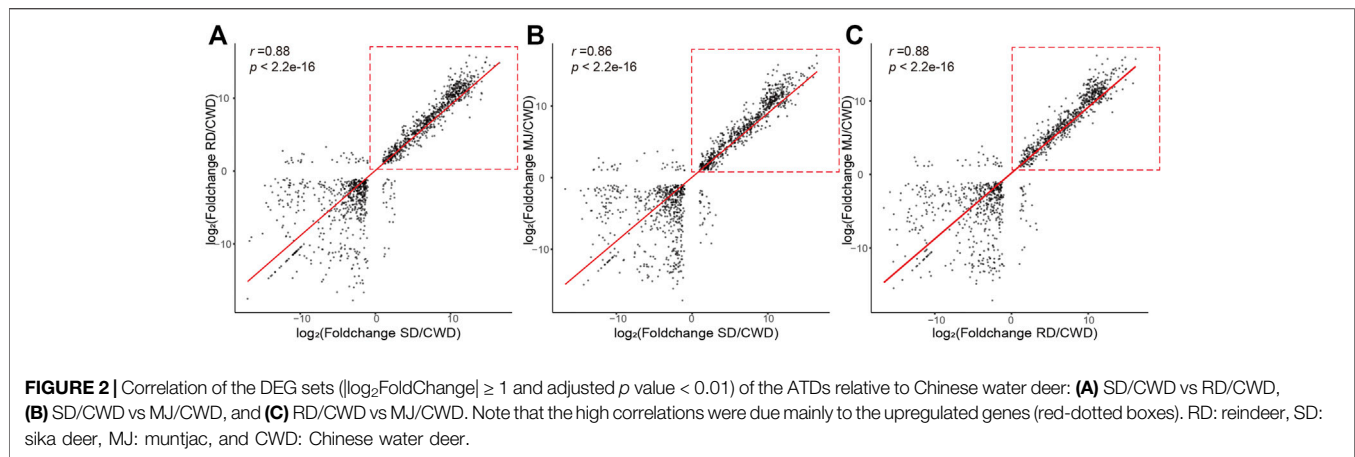 A
r =0.88
p < 2.2e-16
log₂(Foldchange RD/CWD)
10
0
−10
−10
0
10
log₂(Foldchange SD/CWD)
B
r =0.86
p < 2.2e-16
log₂(Foldchange MJ/CWD)
10
0
−10
−10
0
10
log₂(Foldchange SD/CWD)
C
r =0.88
p < 2.2e-16
log₂(Foldchange MJ/CWD)
10
0
−10
−10
0
10
log₂(Foldchange RD/CWD)
FIGURE 2 | Correlation of the DEG sets (|log₂FoldChange| ≥ 1 and adjusted p value < 0.01) of the ATDs relative to Chinese water deer: (A) SD/CWD vs RD/CWD,
(B) SD/CWD vs MJ/CWD, and (C) RD/CWD vs MJ/CWD. Note that the high correlations were due mainly to the upregulated genes (red-dotted boxes). RD: reindeer, SD:
sika deer, MJ: muntjac, and CWD: Chinese water deer.